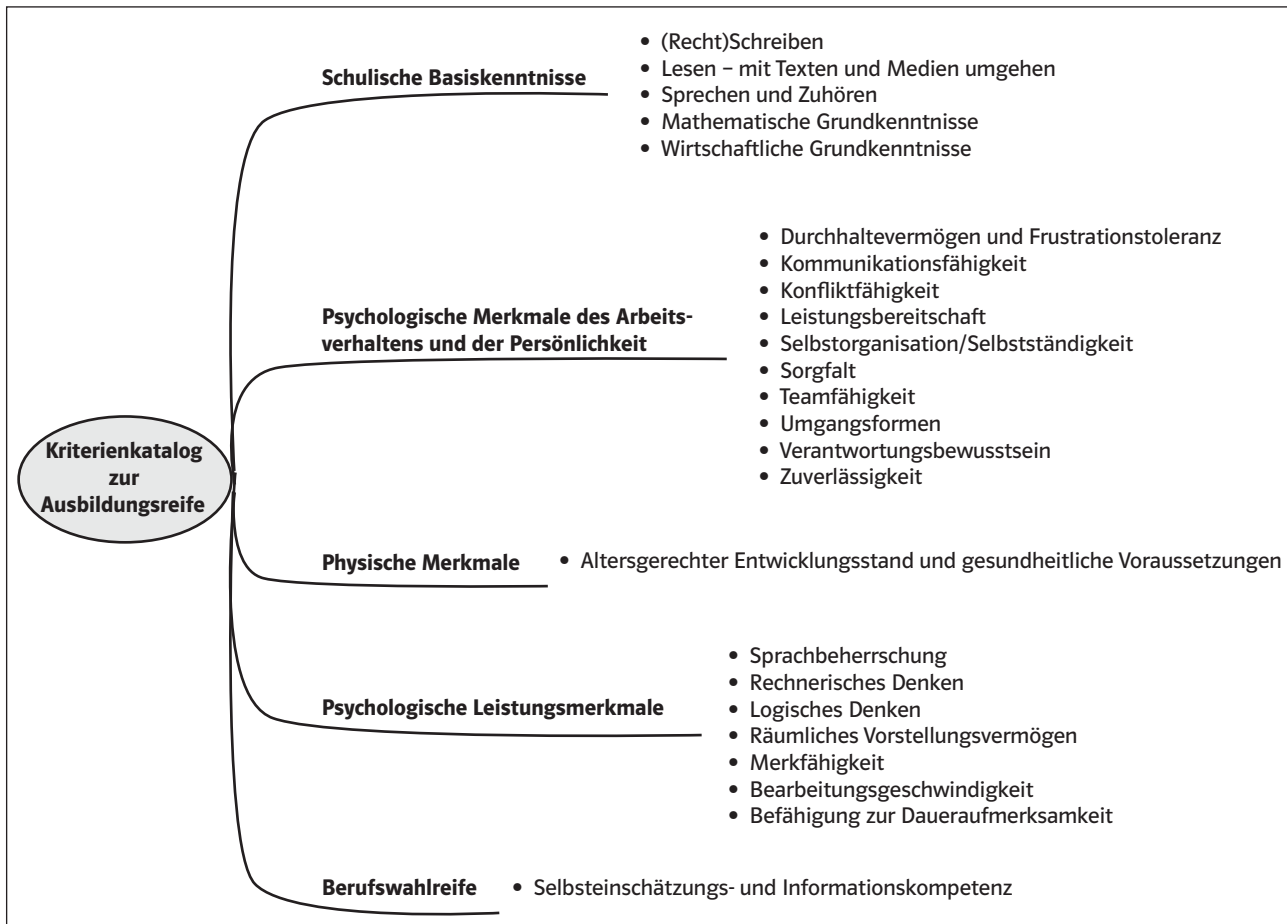 Kriterienkatalog
zur
Ausbildungsreife
Schulische Basiskenntnisse
• (Recht)Schreiben
• Lesen – mit Texten und Medien umgehen
• Sprechen und Zuhören
• Mathematische Grundkenntnisse
• Wirtschaftliche Grundkenntnisse
Psychologische Merkmale des Arbeits-
verhaltens und der Persönlichkeit
• Durchhaltevermögen und Frustrationstoleranz
• Kommunikationsfähigkeit
• Konfliktfähigkeit
• Leistungsbereitschaft
• Selbstorganisation/Selbstständigkeit
• Sorgfalt
• Teamfähigkeit
• Umgangsformen
• Verantwortungsbewusstsein
• Zuverlässigkeit
Physische Merkmale
• Altersgerechter Entwicklungsstand und gesundheitliche Voraussetzungen
Psychologische Leistungsmerkmale
• Sprachbeherrschung
• Rechnerisches Denken
• Logisches Denken
• Räumliches Vorstellungsvermögen
• Merkfähigkeit
• Bearbeitungsgeschwindigkeit
• Befähigung zur Daueraufmerksamkeit
Berufswahlreife
• Selbsteinschätzungs- und Informationskompetenz